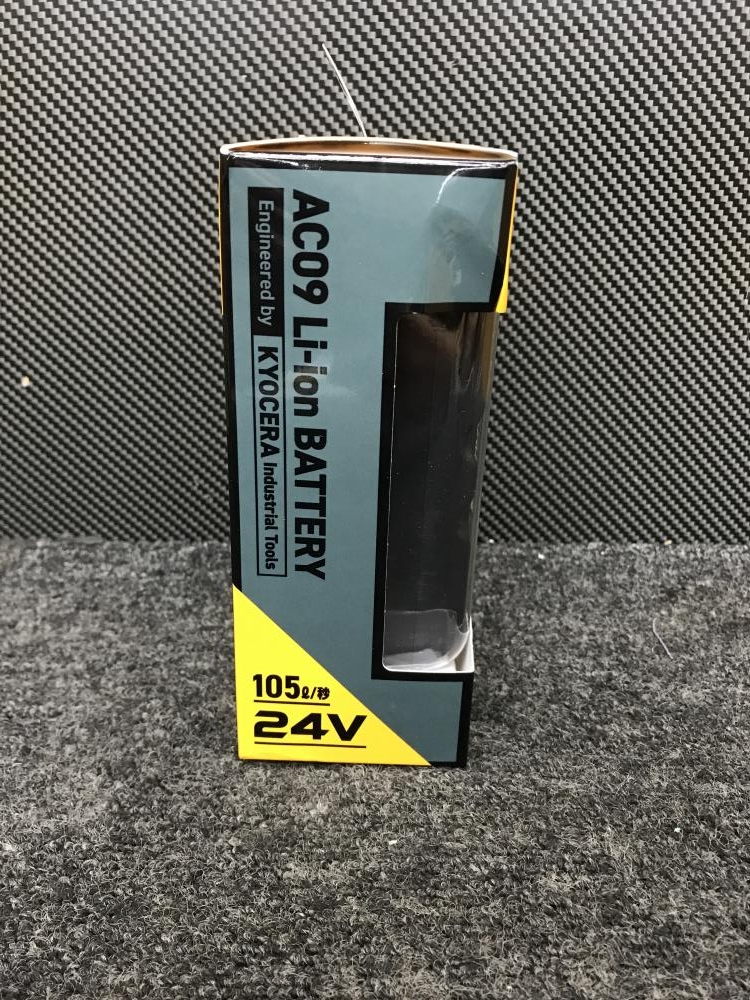 AC09 Li-ion BATTERY
Engineered by KYOCERA Industrial Tools
105ℓ/秒
24V